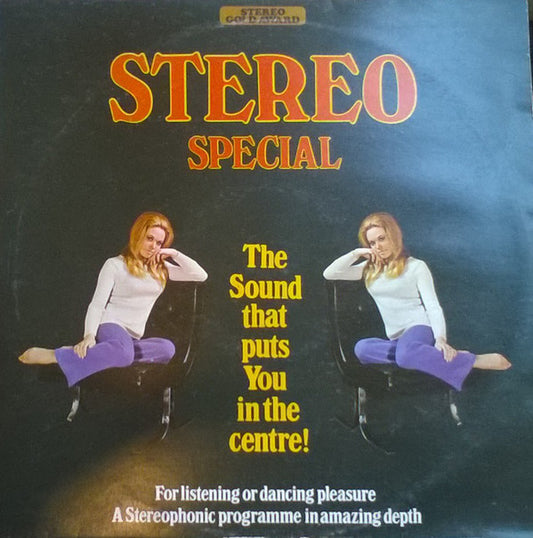 STEREO
GOLD AWARD
STEREO
SPECIAL
The
Sound
that
puts
You
in the
centre!
For listening or dancing pleasure
A Stereophonic programme in amazing depth